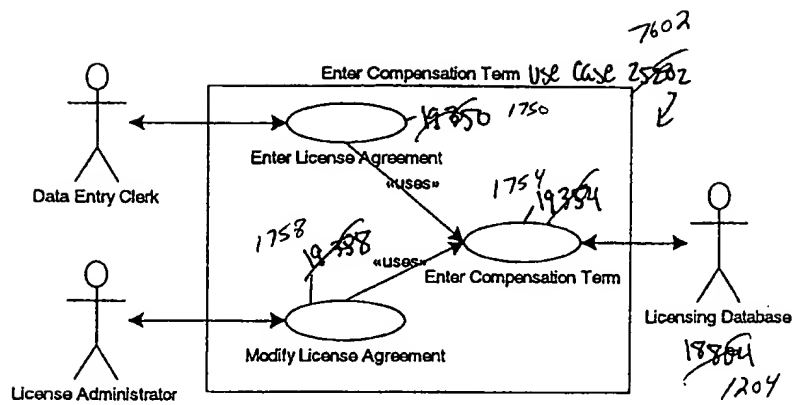 7602
Enter Compensation Term use case 25802
1750
Enter License Agreement
Data Entry Clerk
«uses»
1754
1758
«uses»
Enter Compensation Term
Licensing Database
Modify License Agreement
1204
License Administrator